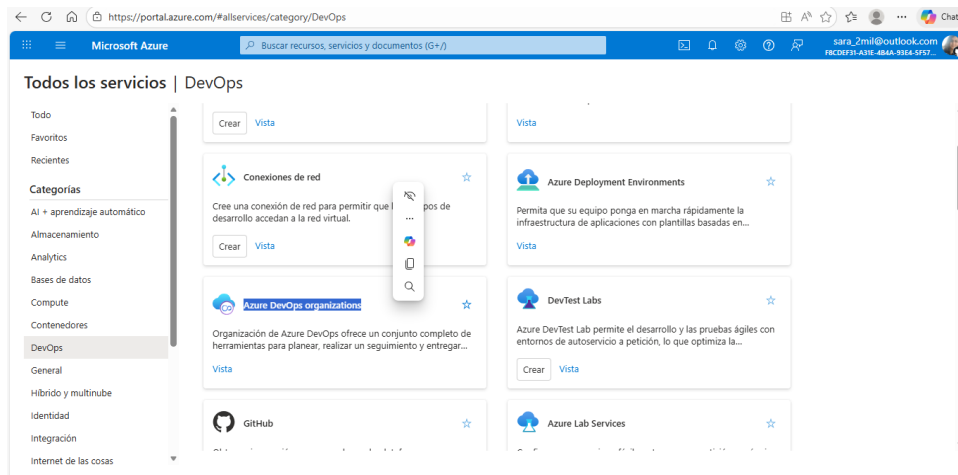 https://portal.azure.com/#allservices/category/DevOps
Chat
Microsoft Azure
Buscar recursos, servicios y documentos (G+/)
sara_2mil@outlook.com
F8CDEF31-A31E-4B4A-93E4-5F57...
Todos los servicios | DevOps
Todo
Favoritos
Recientes
Categorías
AI + aprendizaje automático
Almacenamiento
Analytics
Bases de datos
Compute
Contenedores
DevOps
General
Híbrido y multinube
Identidad
Integración
Internet de las cosas
Crear Vista
Vista
Conexiones de red
Cree una conexión de red para permitir que
pos de
desarrollo accedan a la red virtual.
Crear Vista
Azure Deployment Environments
Permita que su equipo ponga en marcha rápidamente la
infraestructura de aplicaciones con plantillas basadas en...
Vista
Azure DevOps organizations
Organización de Azure DevOps ofrece un conjunto completo de
herramientas para planear, realizar un seguimiento y entregar...
Vista
DevTest Labs
Azure DevTest Lab permite el desarrollo y las pruebas ágiles con
entornos de autoservicio a petición, lo que optimiza la...
Crear Vista
GitHub
Azure Lab Services